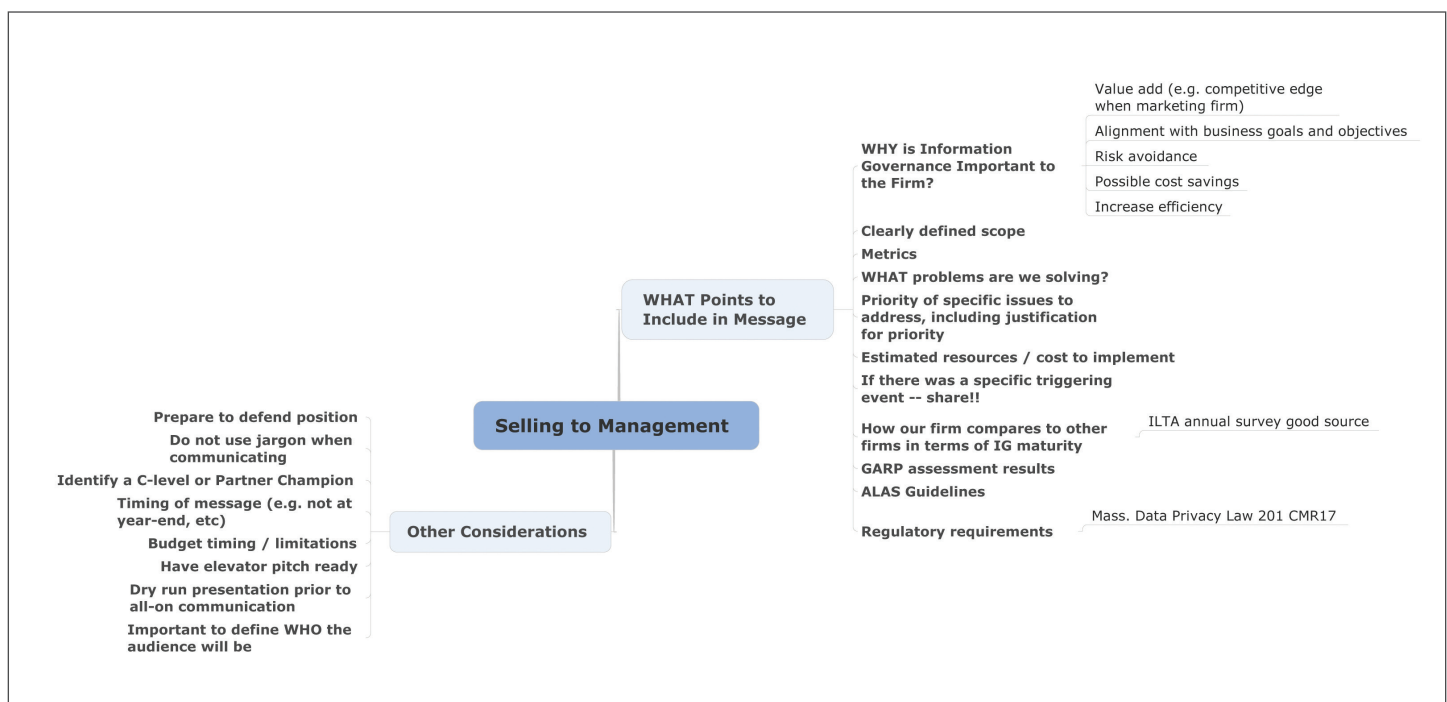 Selling to Management
WHAT Points to
Include in Message
WHY is Information
Governance Important to
the Firm?
Value add (e.g. competitive edge
when marketing firm)
Alignment with business goals and objectives
Risk avoidance
Possible cost savings
Increase efficiency
Clearly defined scope
Metrics
WHAT problems are we solving?
Priority of specific issues to
address, including justification
for priority
Estimated resources / cost to implement
If there was a specific triggering
event -- share!!
How our firm compares to other
firms in terms of IG maturity
ILTA annual survey good source
GARP assessment results
ALAS Guidelines
Regulatory requirements
Mass. Data Privacy Law 201 CMR17
Other Considerations
Prepare to defend position
Do not use jargon when
communicating
Identify a C-level or Partner Champion
Timing of message (e.g. not at
year-end, etc)
Budget timing / limitations
Have elevator pitch ready
Dry run presentation prior to
all-on communication
Important to define WHO the
audience will be